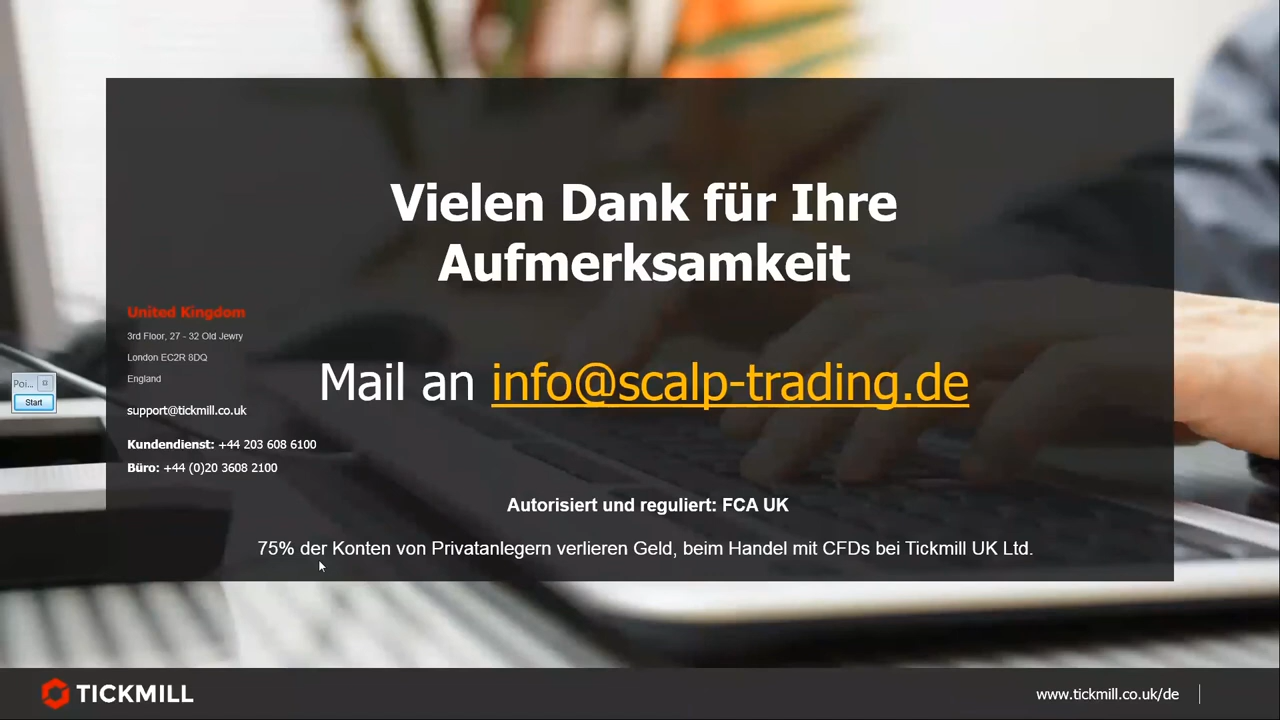 Vielen Dank für Ihre
Aufmerksamkeit
United Kingdom
3rd Floor, 27 - 32 Old Jewry
London EC2R 8DQ
England
support@tickmill.co.uk
Kundendienst: +44 203 608 6100
Büro: +44 (0)20 3608 2100
Mail an info@scalp-trading.de
Poi...
Start
Autorisiert und reguliert: FCA UK
75% der Konten von Privatanlegern verlieren Geld, beim Handel mit CFDs bei Tickmill UK Ltd.
TICKMILL
www.tickmill.co.uk/de